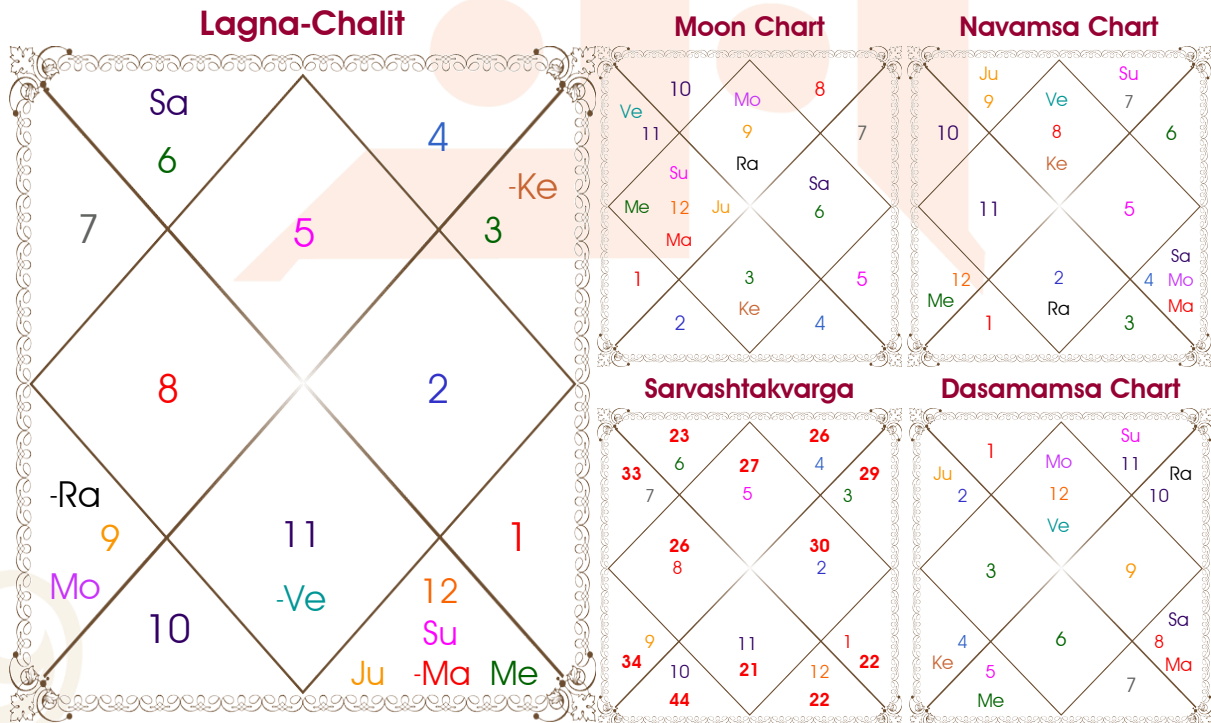 Lagna-Chalit
Sa
6
4
-Ke
7
5
3
8
2
-Ra
9
11
1
Mo
-Ve
12
10
Su
Ju -Ma Me
Moon Chart
10
Mo
8
Ve
11
9
7
Su
Ra
Sa
Me 12 Ju
6
Ma
1
3
5
Ke
2
4
Navamsa Chart
Ju
Su
9
Ve
7
10
8
6
Ke
11
5
Sa
12
2
4 Mo
Me
Ra
Ma
1
3
Sarvashtakvarga
23
26
6
27
4
33
29
7
5
3
26
30
8
2
9
11
1
34
10
21
12
22
44
22
Dasamamsa Chart
Su
1
Mo
11
Ju
Ra
2
12
10
Ve
3
9
Sa
4
6
8
Ke
Ma
5
7
Me